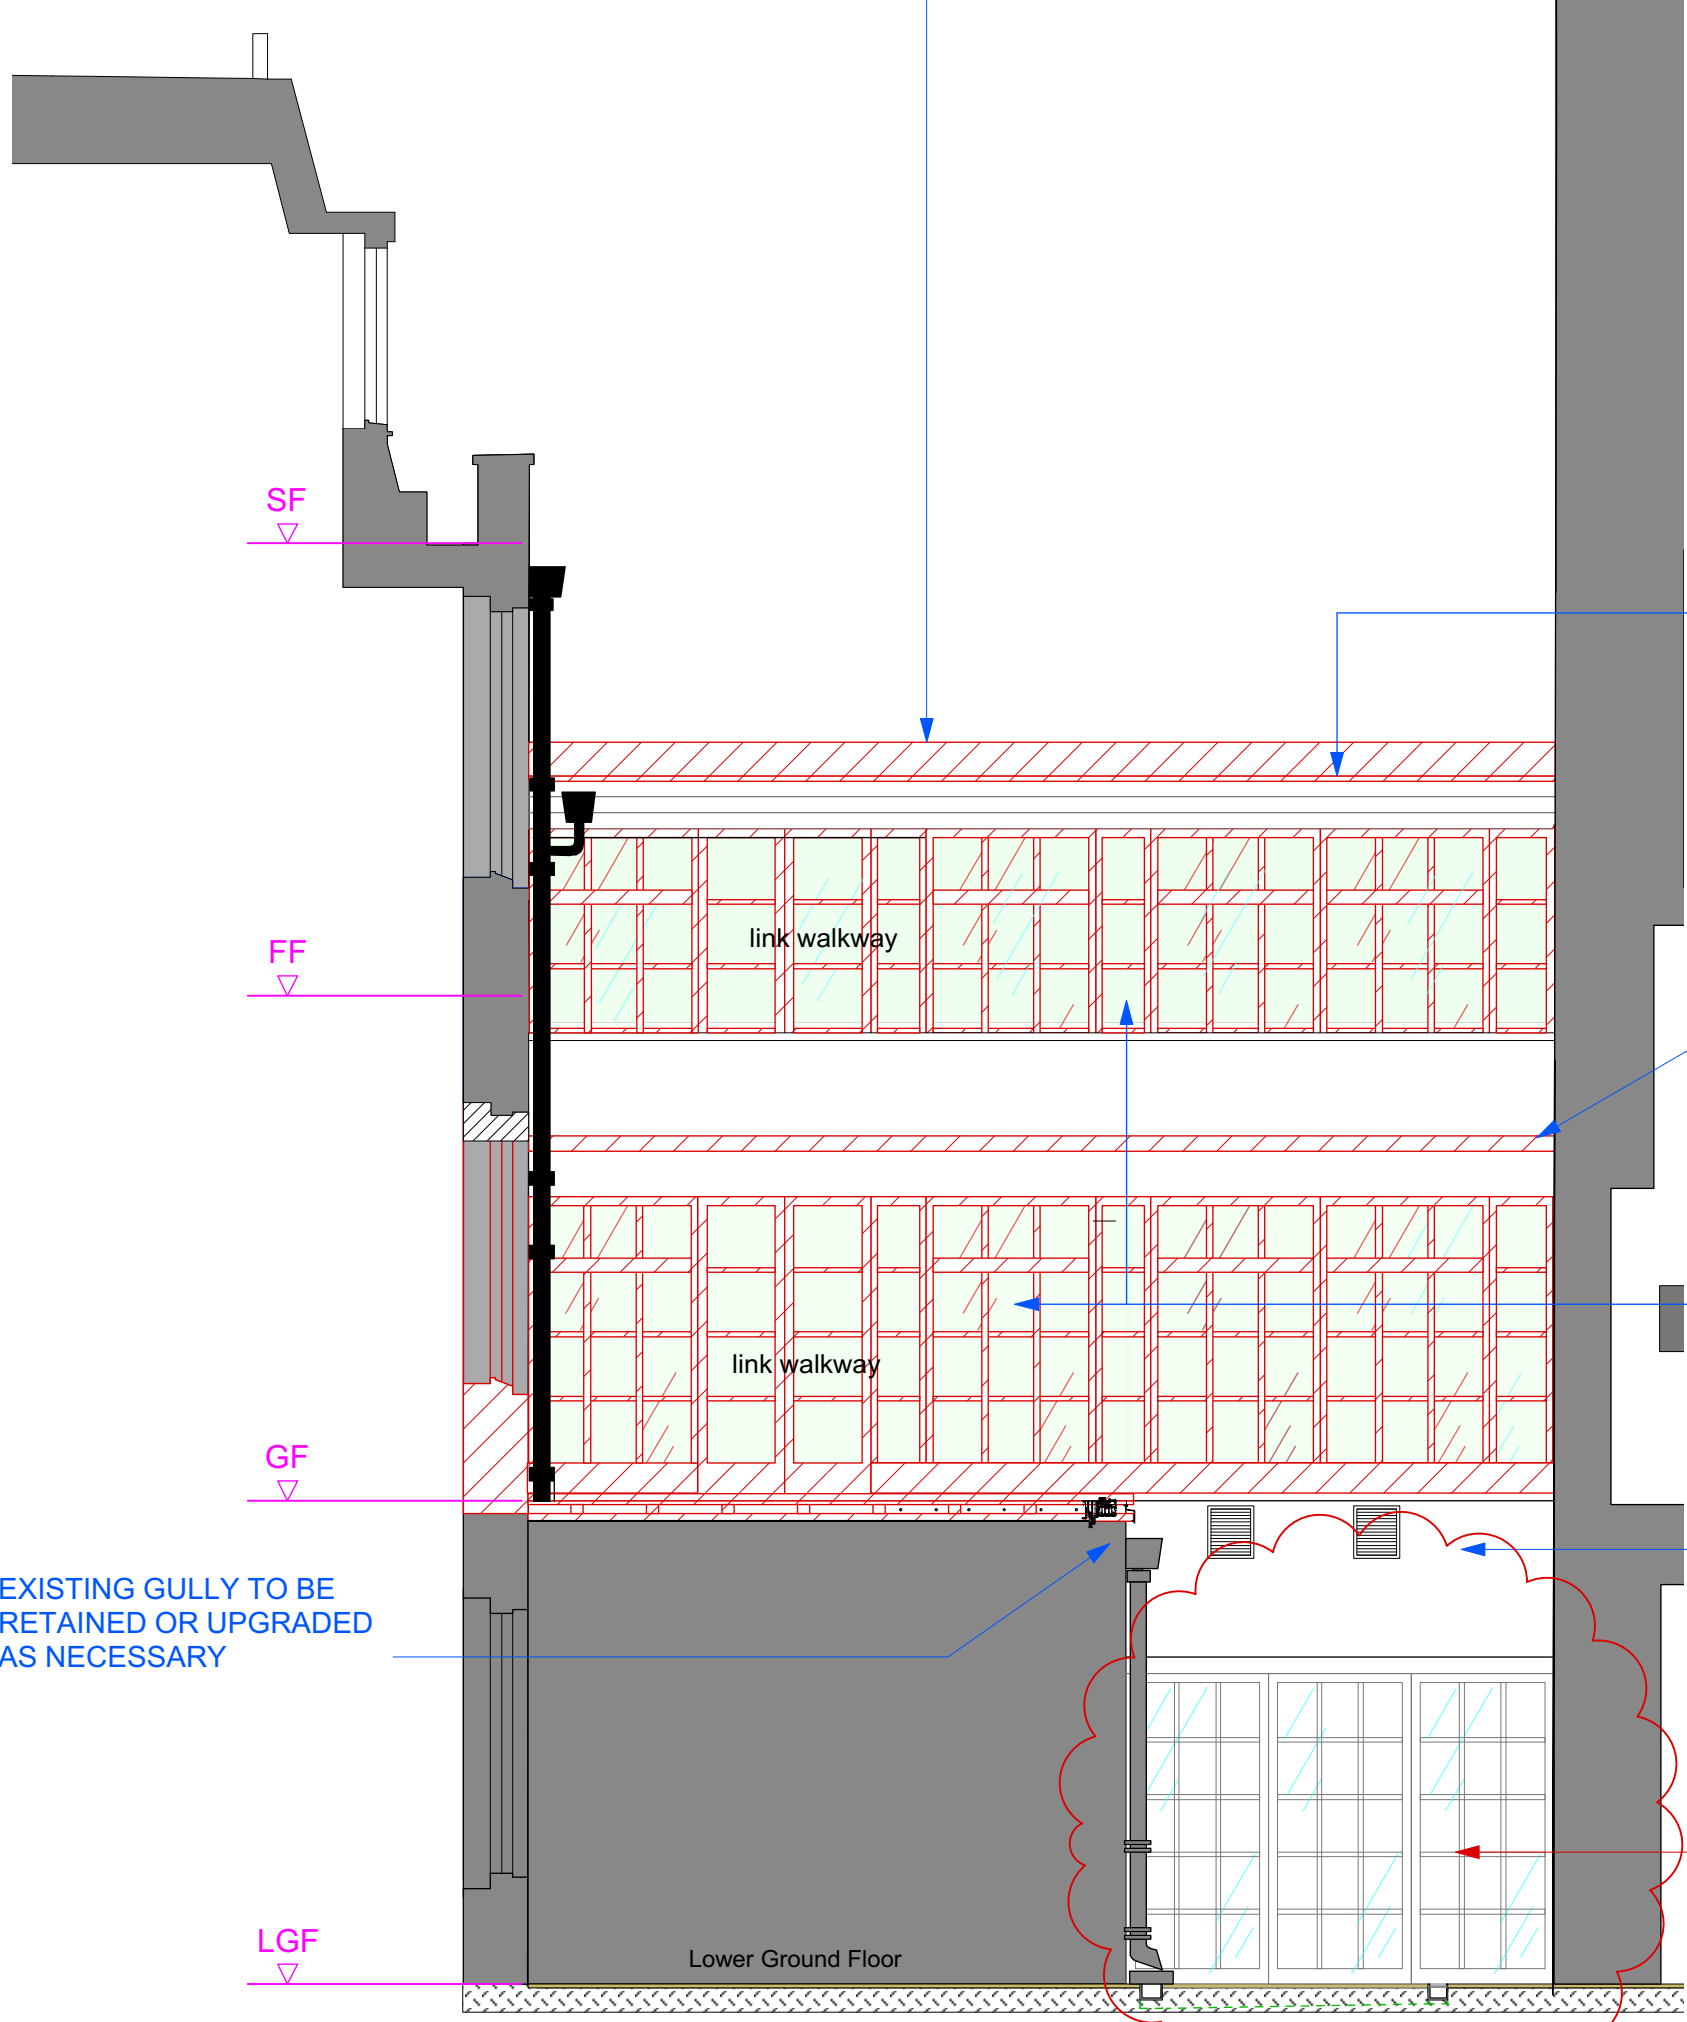 SF
FF
link walkway
link walkway
GF
EXISTING GULLY TO BE
RETAINED OR UPGRADED
AS NECESSARY
LGF
Lower Ground Floor